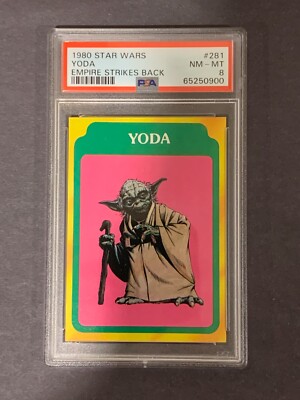 1980 STAR WARS #281
YODA NM-MT
EMPIRE STRIKES BACK 8
PSA 65250900
YODA